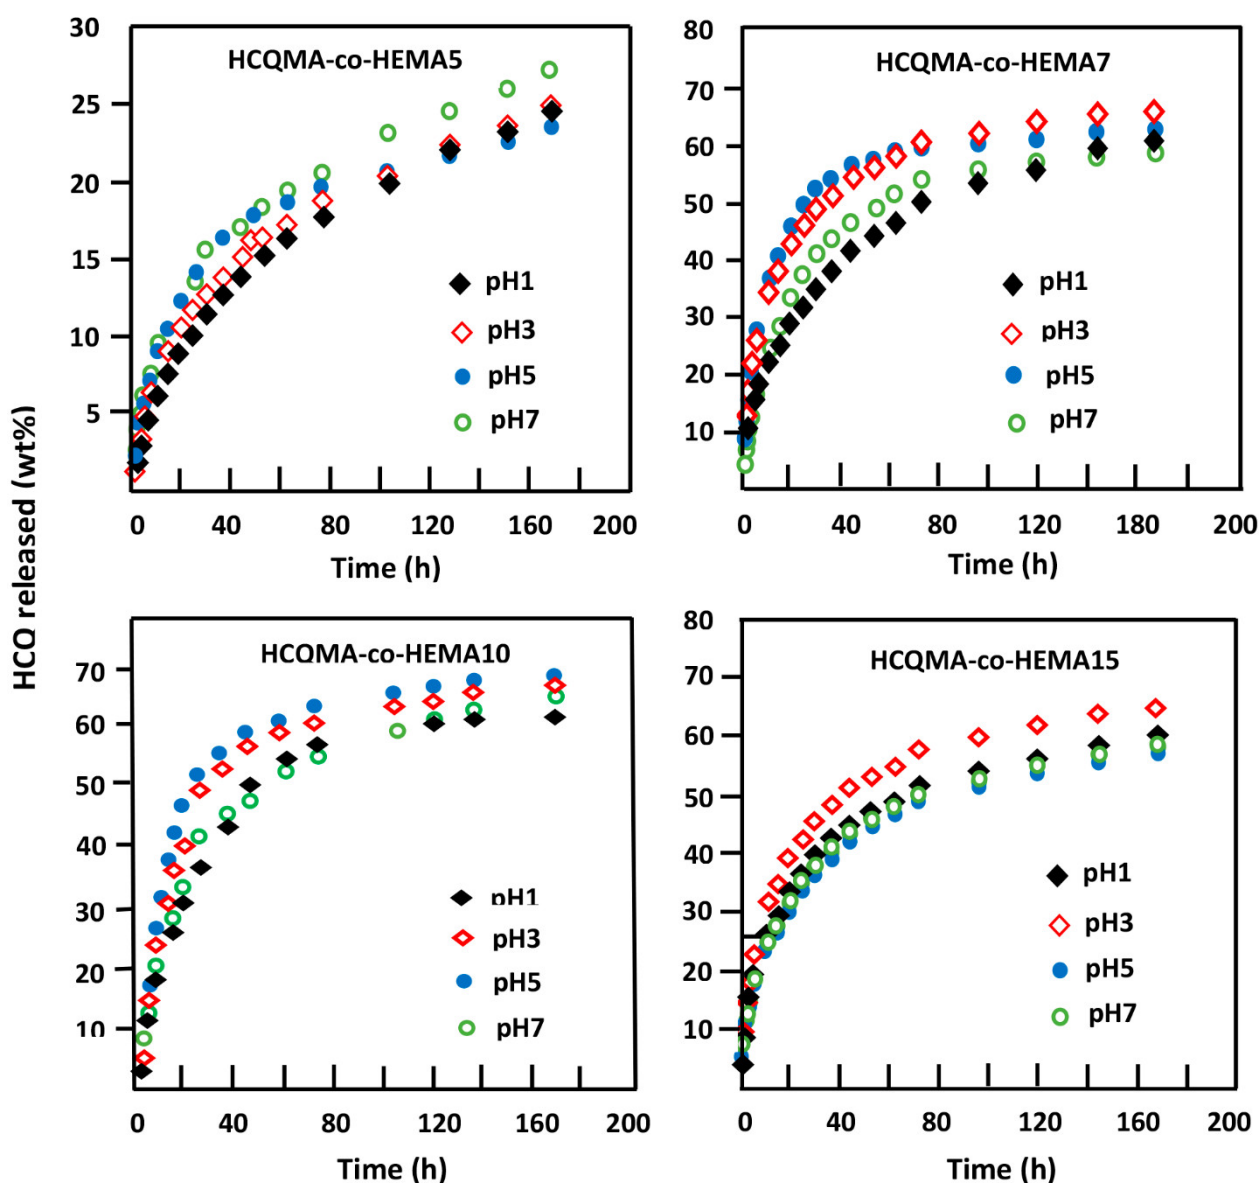 HCQ released (wt%)
HCQMA-co-HEMA5
30
25
20
15
10
5
pH1
pH3
pH5
pH7
0 40 80 120 160 200
Time (h)
HCQMA-co-HEMA7
80
70
60
50
40
30
20
10
pH1
pH3
pH5
pH7
0 40 80 120 180 200
Time (h)
HCQMA-co-HEMA10
70
60
50
40
30
20
10
pH1
pH3
pH5
pH7
0 40 80 120 160 200
Time (h)
HCQMA-co-HEMA15
80
70
60
50
40
30
20
10
pH1
pH3
pH5
pH7
0 40 80 120 160 200
Time (h)